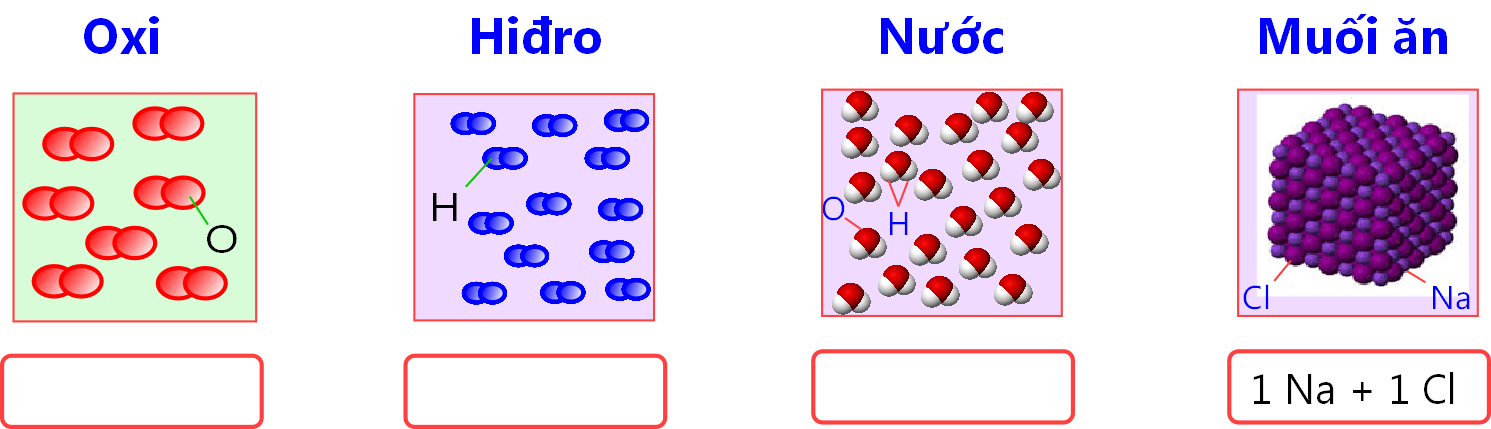 Oxi
Hiđro
Nước
Muối ăn
O
H
O
H
Cl
Na
1 Na + 1 Cl